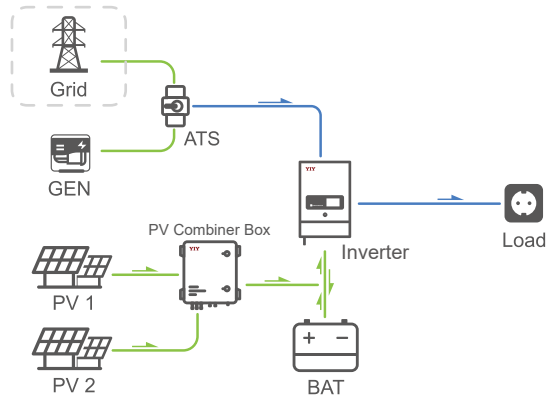 Grid
ATS
GEN
YIY
Inverter
Load
PV Combiner Box
YIY
PV 1
PV 2
BAT